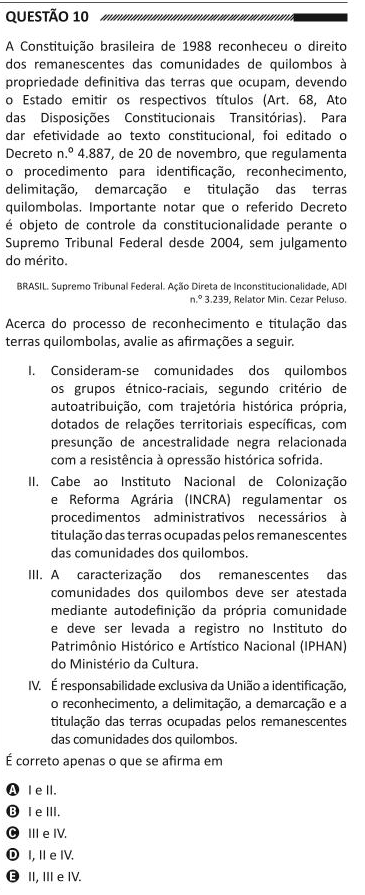 QUESTÃO 10
A Constituição brasileira de 1988 reconheceu o direito
dos remanescentes das comunidades de quilombos à
propriedade definitiva das terras que ocupam, devendo
o Estado emitir os respectivos títulos (Art. 68, Ato
das Disposições Constitucionais Transitórias). Para
dar efetividade ao texto constitucional, foi editado o
Decreto n.º 4.887, de 20 de novembro, que regulamenta
o procedimento para identificação, reconhecimento,
delimitação, demarcação e titulação das terras
quilombolas. Importante notar que o referido Decreto
é objeto de controle da constitucionalidade perante o
Supremo Tribunal Federal desde 2004, sem julgamento
do mérito.
BRASIL. Supremo Tribunal Federal. Ação Direta de Inconstitucionalidade, ADI
n.º 3.239, Relator Min. Cezar Peluso.
Acerca do processo de reconhecimento e titulação das
terras quilombolas, avalie as afirmações a seguir.
I. Consideram-se comunidades dos quilombos
os grupos étnico-raciais, segundo critério de
autoatribuição, com trajetória histórica própria,
dotados de relações territoriais específicas, com
presunção de ancestralidade negra relacionada
com a resistência à opressão histórica sofrida.
II. Cabe ao Instituto Nacional de Colonização
e Reforma Agrária (INCRA) regulamentar os
procedimentos administrativos necessários à
titulação das terras ocupadas pelos remanescentes
das comunidades dos quilombos.
III. A caracterização dos remanescentes das
comunidades dos quilombos deve ser atestada
mediante autodefinição da própria comunidade
e deve ser levada a registro no Instituto do
Patrimônio Histórico e Artístico Nacional (IPHAN)
do Ministério da Cultura.
IV. É responsabilidade exclusiva da União a identificação,
o reconhecimento, a delimitação, a demarcação e a
titulação das terras ocupadas pelos remanescentes
das comunidades dos quilombos.
É correto apenas o que se afirma em
A I e II.
B I e III.
C III e IV.
D I, II e IV.
E II, III e IV.